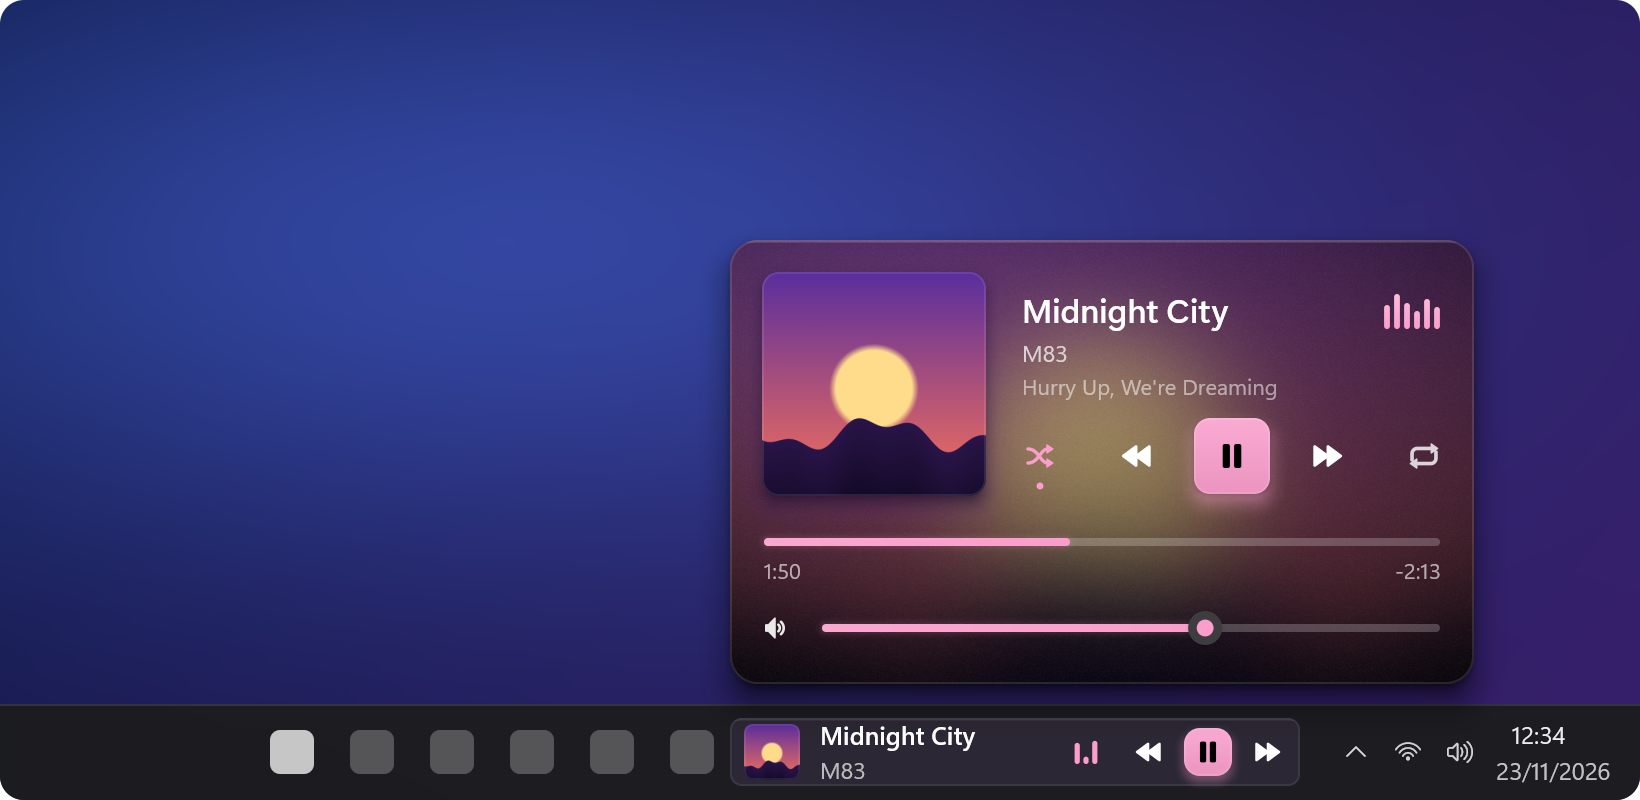 Midnight City
M83
Hurry Up, We're Dreaming
1:50
-2:13
Midnight City
M83
12:34
23/11/2026